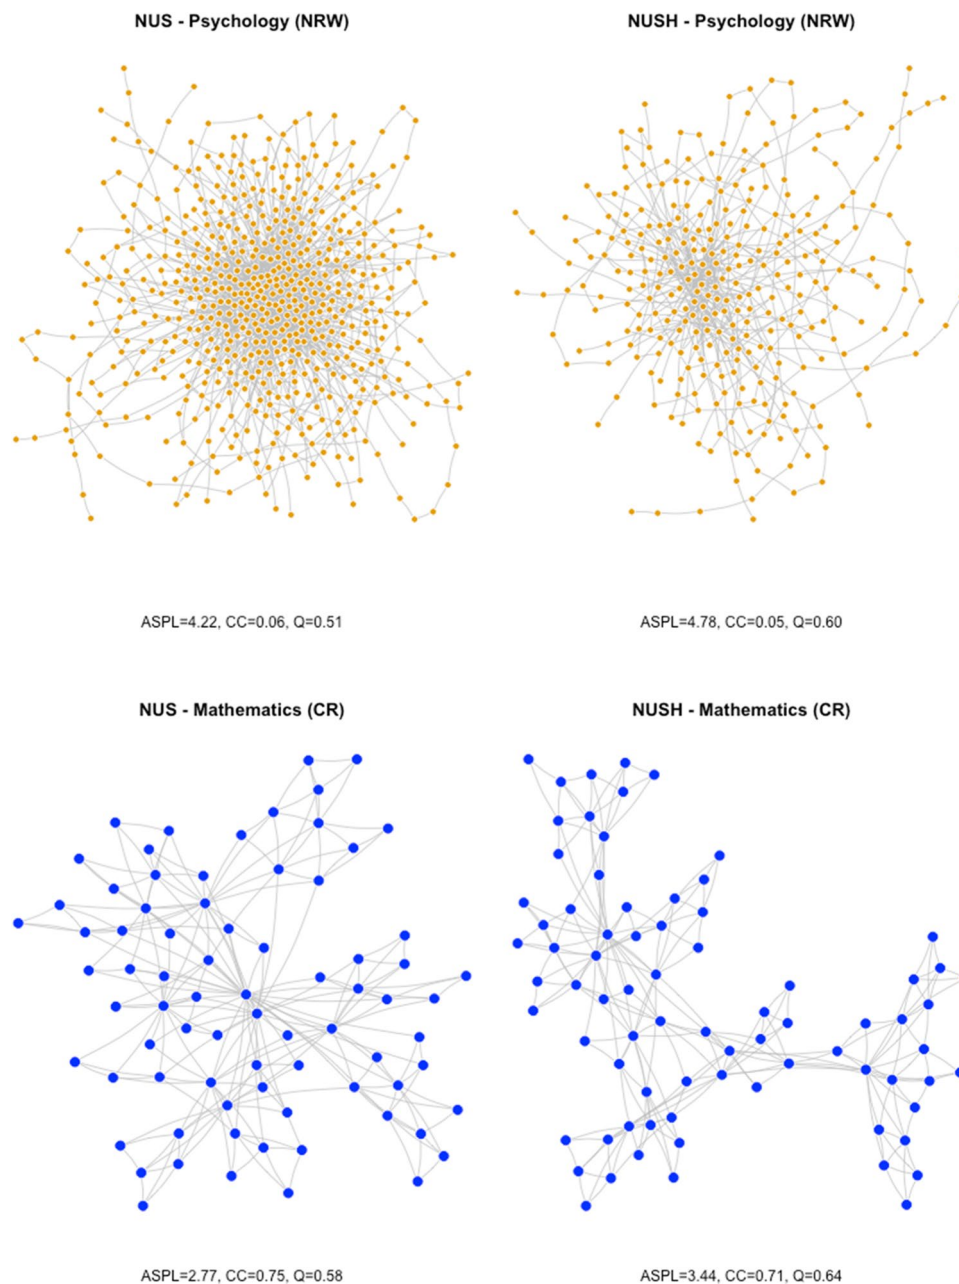 NUS - Psychology (NRW)
NUSH - Psychology (NRW)
ASPL=4.22, CC=0.06, Q=0.51
ASPL=4.78, CC=0.05, Q=0.60
NUS - Mathematics (CR)
NUSH - Mathematics (CR)
ASPL=2.77, CC=0.75, Q=0.58
ASPL=3.44, CC=0.71, Q=0.64